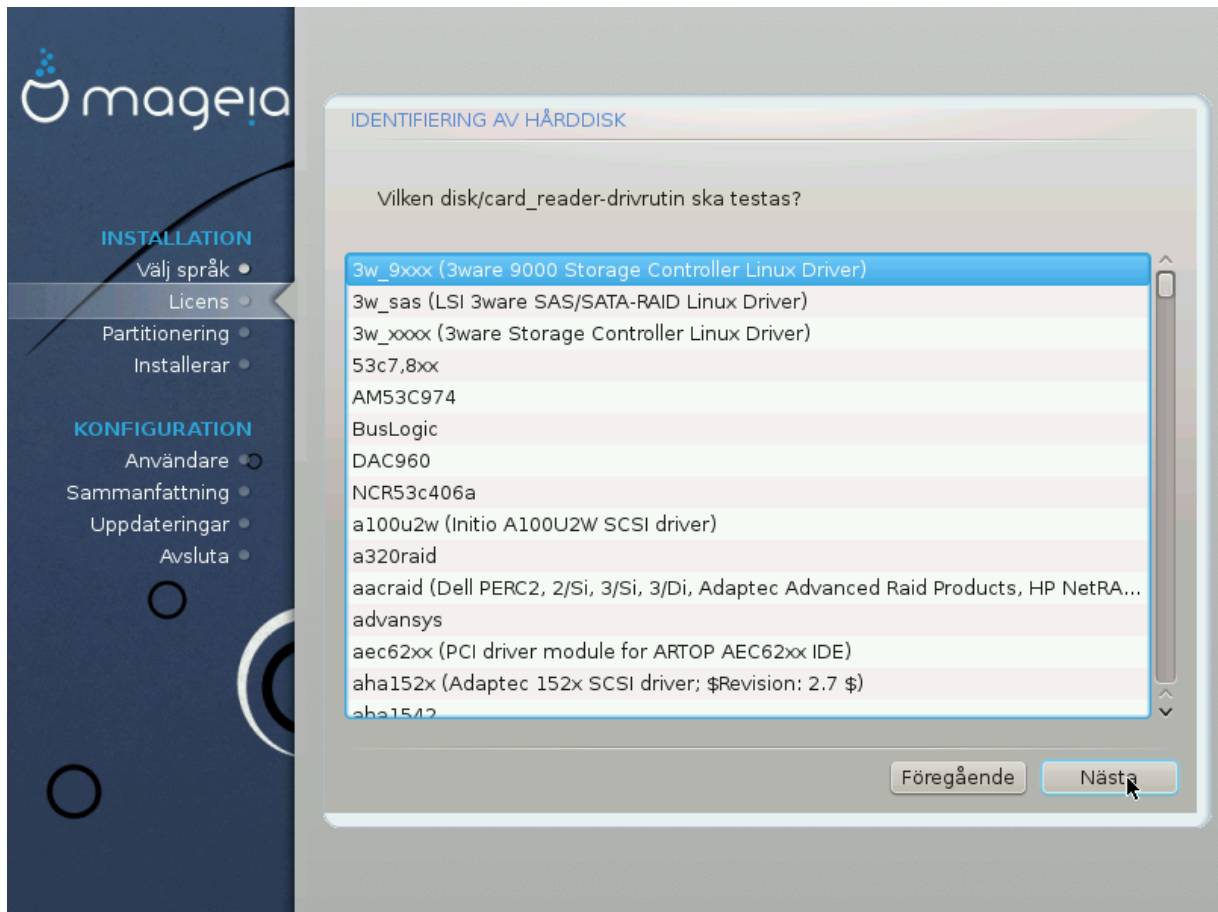 mageia
INSTALLATION
Välj språk
Licens
Partitionering
Installerar
KONFIGURATION
Användare
Sammanfattning
Uppdateringar
Avsluta
IDENTIFIERING AV HÅRDDISK
Vilken disk/card_reader-drivrutin ska testas?
3w_9xxx (3ware 9000 Storage Controller Linux Driver)
3w_sas (LSI 3ware SAS/SATA-RAID Linux Driver)
3w_xxxx (3ware Storage Controller Linux Driver)
53c7,8xx
AM53C974
BusLogic
DAC960
NCR53c406a
a100u2w (Initio A100U2W SCSI driver)
a320raid
aacraid (Dell PERC2, 2/Si, 3/Si, 3/Di, Adaptec Advanced Raid Products, HP NetRA...
advansys
aec62xx (PCI driver module for ARTOP AEC62xx IDE)
aha152x (Adaptec 152x SCSI driver; $Revision: 2.7 $)
aha1542
Föregående
Nästa